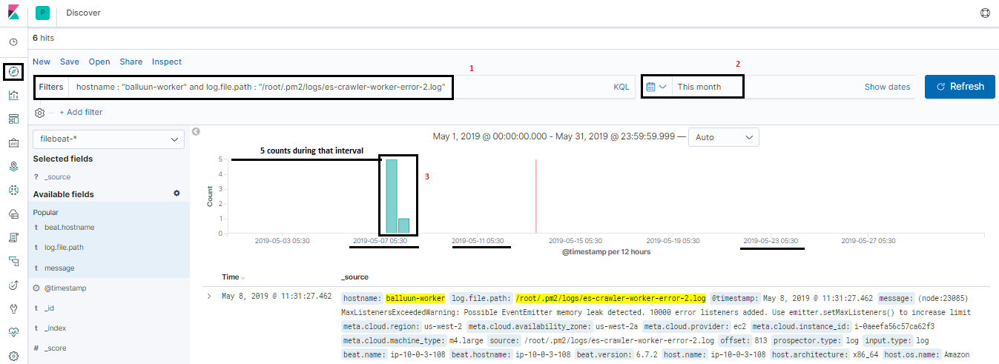 P Discover
6 hits
New Save Open Share Inspect
1 2
Filters hostname : "balluun-worker" and log.file.path : "/root/.pm2/logs/es-crawler-worker-error-2.log" KQL This month Show dates Refresh
+ Add filter
filebeat-*
May 1, 2019 @ 00:00:00.000 - May 31, 2019 @ 23:59:59.999 — Auto
Selected fields
? _source
Available fields
Popular
t beat.hostname
t log.file.path
t message
@timestamp
t _id
t _index
# _score
5 counts during that interval
3
Count
5
4
3
2
1
0
2019-05-03 05:30 2019-05-07 05:30 2019-05-11 05:30 2019-05-15 05:30 2019-05-19 05:30 2019-05-23 05:30 2019-05-27 05:30
@timestamp per 12 hours
Time _source
May 8, 2019 @ 11:31:27.462 hostname: balluun-worker log.file.path: /root/.pm2/logs/es-crawler-worker-error-2.log @timestamp: May 8, 2019 @ 11:31:27.462 message: (node:23085)
MaxListenersExceededWarning: Possible EventEmitter memory leak detected. 10000 error listeners added. Use emitter.setMaxListeners() to increase limit
meta.cloud.region: us-west-2 meta.cloud.availability_zone: us-west-2a meta.cloud.provider: ec2 meta.cloud.instance_id: i-0aeefa56c57ca62f3
meta.cloud.machine_type: m4.large source: /root/.pm2/logs/es-crawler-worker-error-2.log offset: 813 prospector.type: log input.type: log
beat.name: ip-10-0-3-108 beat.hostname: ip-10-0-3-108 beat.version: 6.7.2 host.name: ip-10-0-3-108 host.architecture: x86_64 host.os.name: Amazon